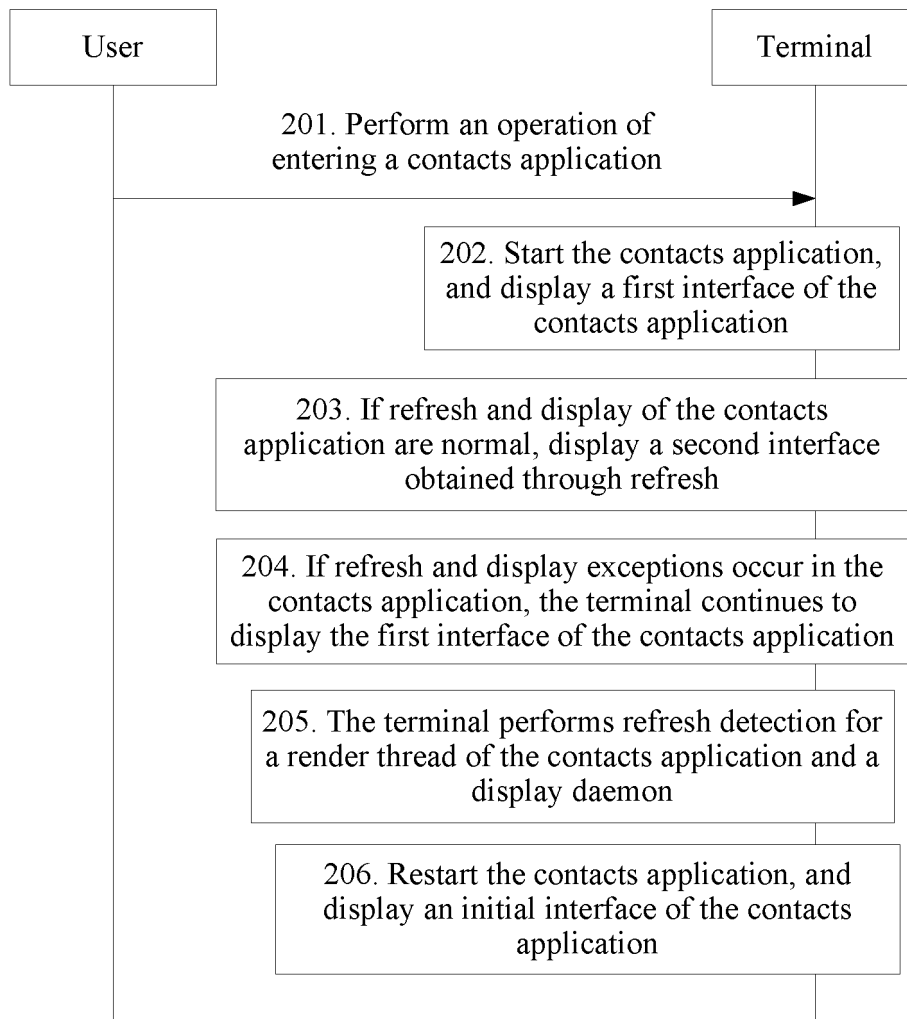 User
Terminal
201. Perform an operation of
entering a contacts application
202. Start the contacts application,
and display a first interface of the
contacts application
203. If refresh and display of the contacts
application are normal, display a second interface
obtained through refresh
204. If refresh and display exceptions occur in the
contacts application, the terminal continues to
display the first interface of the contacts application
205. The terminal performs refresh detection for
a render thread of the contacts application and a
display daemon
206. Restart the contacts application, and
display an initial interface of the contacts
application